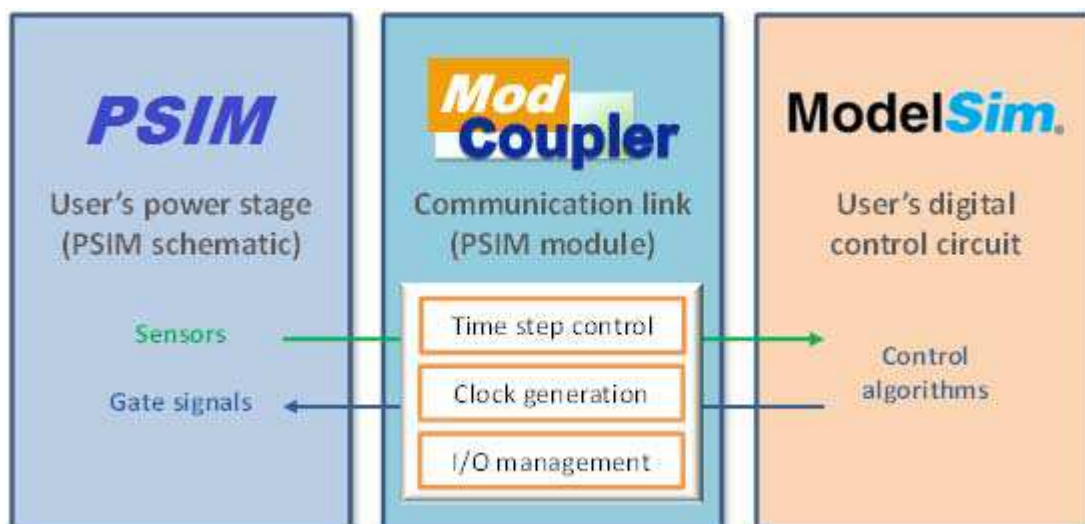 PSIM
User's power stage
(PSIM schematic)
Sensors
Gate signals
Mod
Coupler
Communication link
(PSIM module)
Time step control
Clock generation
I/O management
ModelSim®
User's digital
control circuit
Control
algorithms